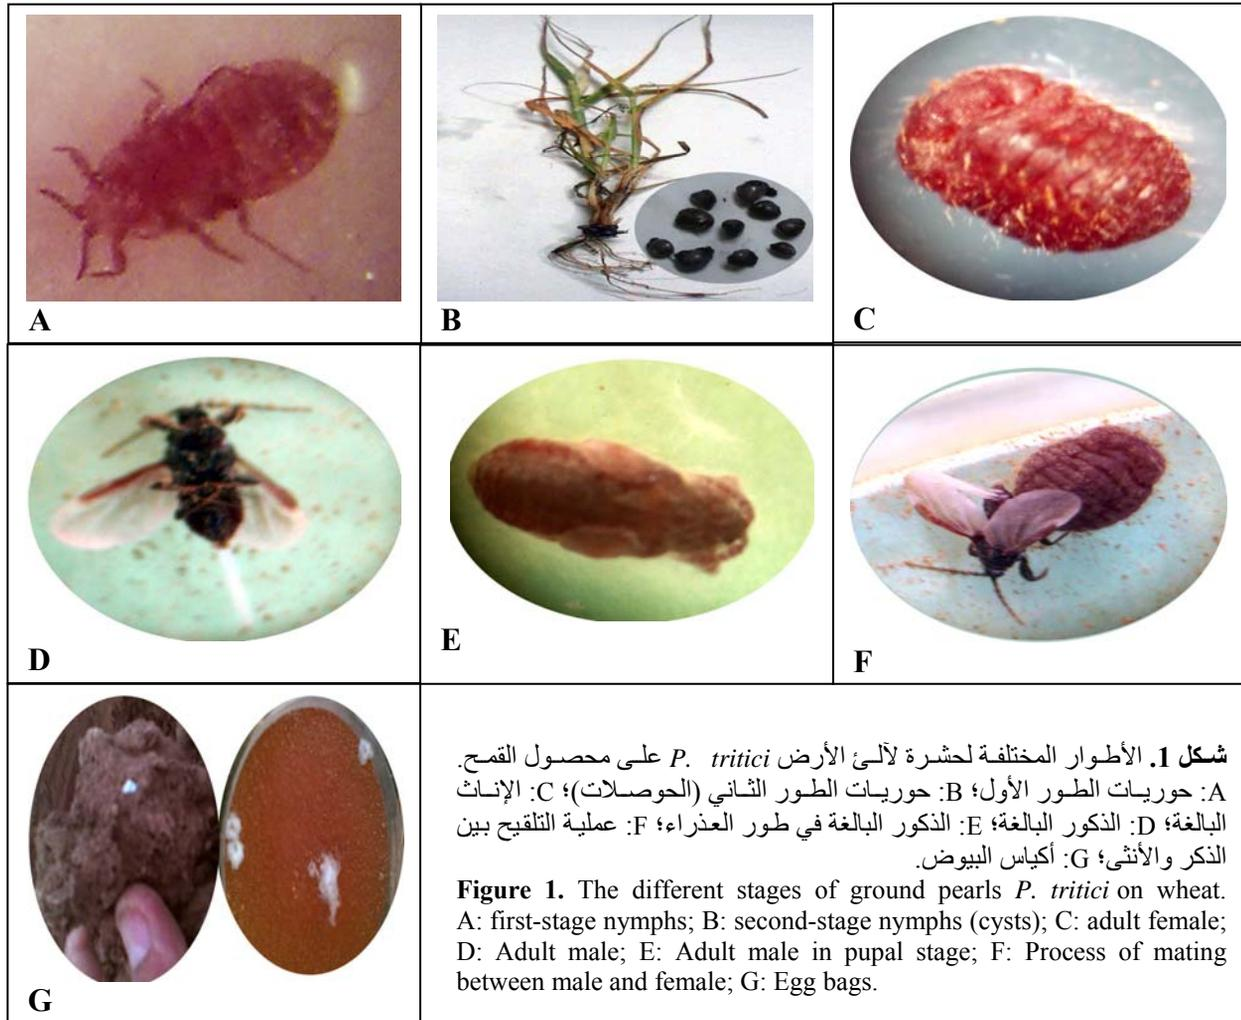 A
B
C
D
E
F
G
شكل 1. الأطوار المختلفة لحشرة لآلئ الأرض P. tritici على محصول القمح.
A: حوريات الطور الأول؛ B: حوريات الطور الثاني (الحوصلات)؛ C: الإناث
البالغة؛ D: الذكور البالغة؛ E: الذكور البالغة في طور العذراء؛ F: عملية التلقيح بين
الذكر والأنثى؛ G: أكياس البيوض.
Figure 1. The different stages of ground pearls P. tritici on wheat.
A: first-stage nymphs; B: second-stage nymphs (cysts); C: adult female;
D: Adult male; E: Adult male in pupal stage; F: Process of mating
between male and female; G: Egg bags.